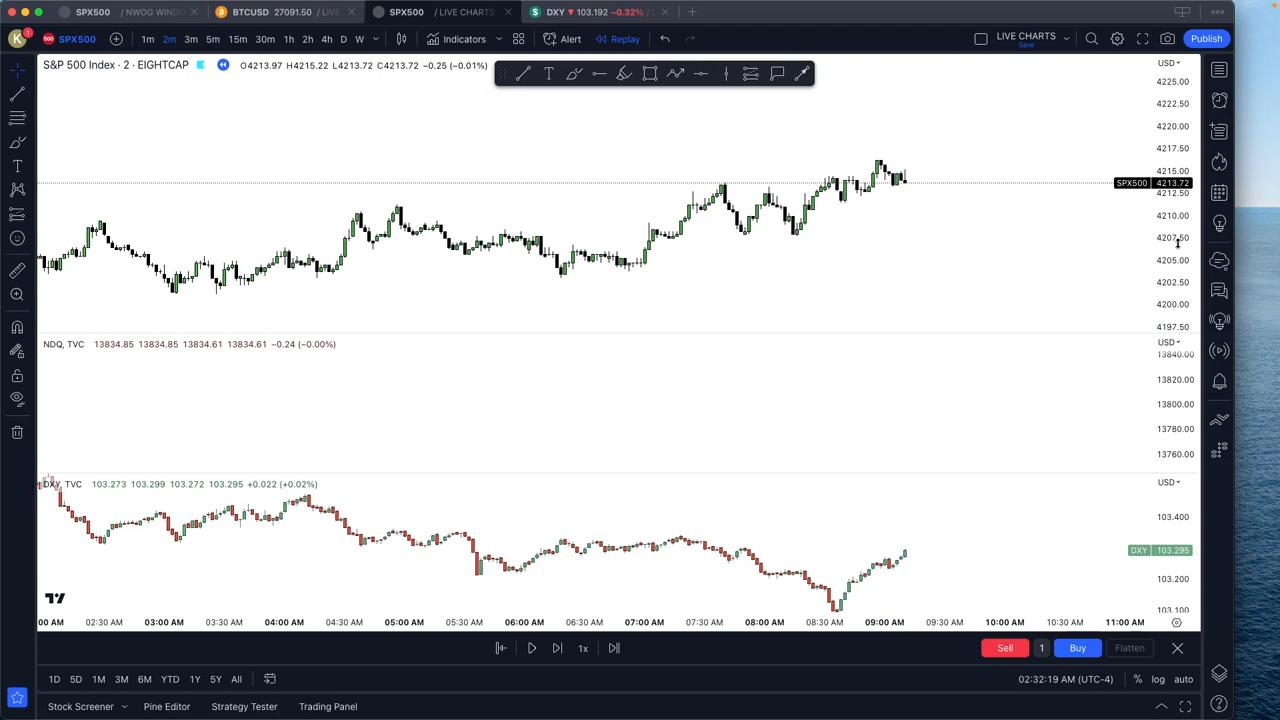 SPX500 / NWOG WIND
BTCUSD 27091.50 / LIVE
SPX500 / LIVE CHARTS
DXY ▼ 103.192 −0.32% / L
K 1
500 SPX500
1m 2m 3m 5m 15m 30m 1h 2h 4h D W
Indicators
Alert
Replay
LIVE CHARTS
Save
Publish
S&P 500 Index · 2 · EIGHTCAP
O4213.97 H4215.22 L4213.72 C4213.72 −0.25 (−0.01%)
USD
4225.00
4222.50
4220.00
4217.50
4215.00
SPX500 4213.72
4212.50
4210.00
4207.50
4205.00
4202.50
4200.00
4197.50
NDQ, TVC 13834.85 13834.85 13834.61 13834.61 −0.24 (−0.00%)
USD
13840.00
13820.00
13800.00
13780.00
13760.00
DXY, TVC 103.273 103.299 103.272 103.295 +0.022 (+0.02%)
USD
103.400
DXY 103.295
103.200
103.100
00 AM 02:30 AM 03:00 AM 03:30 AM 04:00 AM 04:30 AM 05:00 AM 05:30 AM 06:00 AM 06:30 AM 07:00 AM 07:30 AM 08:00 AM 08:30 AM 09:00 AM 09:30 AM 10:00 AM 10:30 AM 11:00 AM
1x
Sell 1 Buy Flatten
1D 5D 1M 3M 6M YTD 1Y 5Y All
02:32:19 AM (UTC-4) % log auto
Stock Screener Pine Editor Strategy Tester Trading Panel